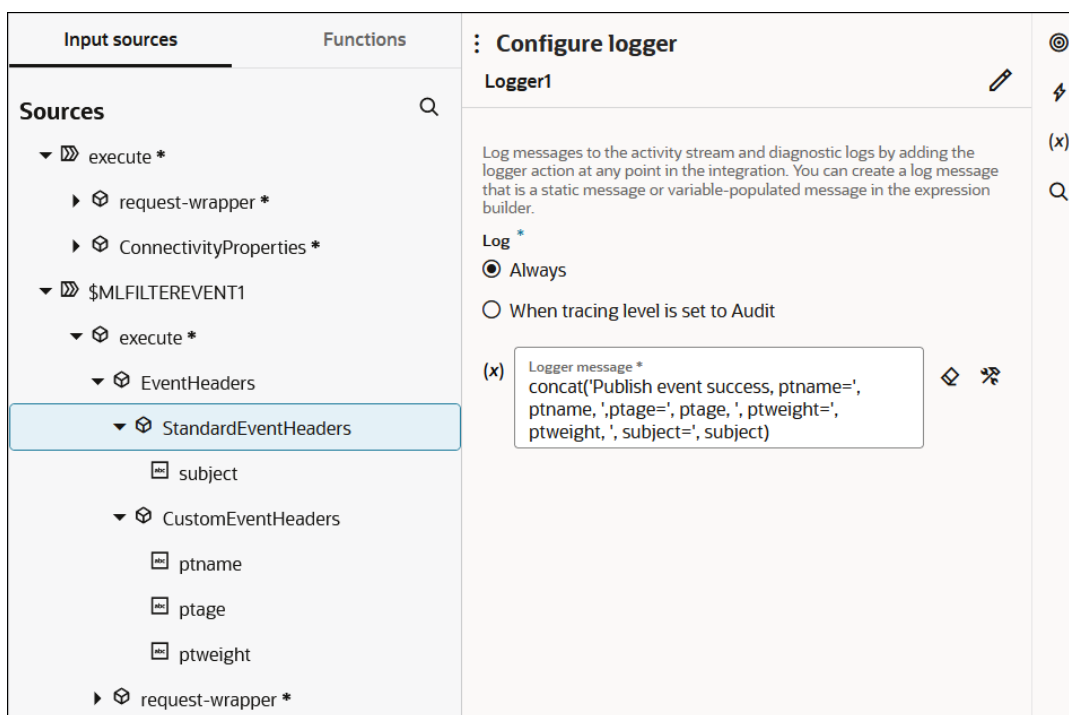 Input sources
Functions
Sources
execute *
request-wrapper *
ConnectivityProperties *
$MLFILTEREVENT1
execute *
EventHeaders
StandardEventHeaders
abc subject
CustomEventHeaders
abc ptname
abc ptage
abc ptweight
request-wrapper *
Configure logger
Logger1
Log messages to the activity stream and diagnostic logs by adding the
logger action at any point in the integration. You can create a log message
that is a static message or variable-populated message in the expression
builder.
Log *
Always
When tracing level is set to Audit
(x)
Logger message *
concat('Publish event success, ptname=',
ptname, ',ptage=', ptage, ', ptweight=',
ptweight, ', subject=', subject)
(x)